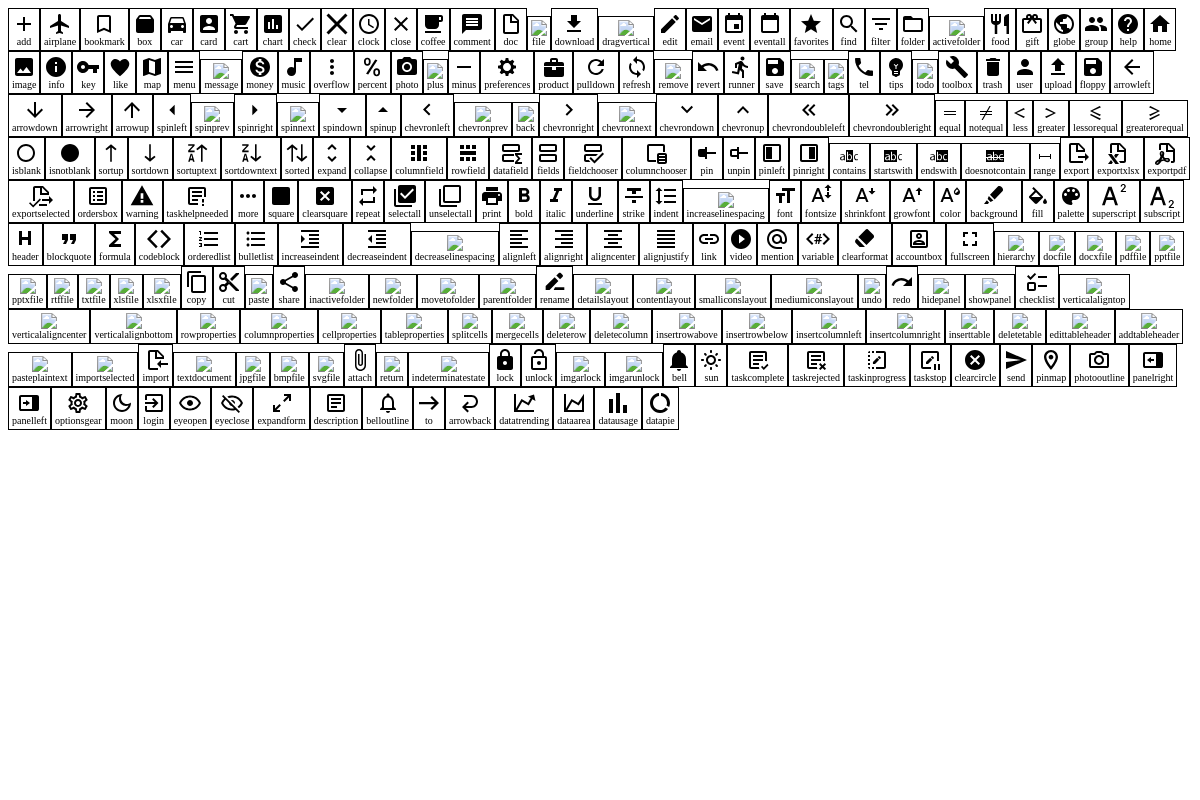 add airplane bookmark box car card cart chart check clear clock close coffee comment doc file download dragvertical edit email event eventall favorites find filter folder activefolder food gift globe group help home
image info key like map menu message money music overflow percent photo plus minus preferences product pulldown refresh remove revert runner save search tags tel tips todo toolbox trash user upload floppy arrowleft
arrowdown arrowright arrowup spinleft spinprev spinright spinnext spindown spinup chevronleft chevronprev back chevronright chevronnext chevrondown chevronup chevrondoubleleft chevrondoubleright equal notequal less greater lessorequal greaterorequal
isblank isnotblank sortup sortdown sortuptext sortdowntext sorted expand collapse columnfield rowfield datafield fields fieldchooser columnchooser pin unpin pinleft pinright contains startswith endswith doesnotcontain range export exportxlsx exportpdf
exportselected ordersbox warning taskhelpneeded more square clearsquare repeat selectall unselectall print bold italic underline strike indent increaselinespacing font fontsize shrinkfont growfont color background fill palette superscript subscript
header blockquote formula codeblock orderedlist bulletlist increaseindent decreaseindent decreaselinespacing alignleft alignright aligncenter alignjustify link video mention variable clearformat accountbox fullscreen hierarchy docfile docxfile pdffile pptfile
pptxfile rtffile txtfile xlsfile xlsxfile copy cut paste share inactivefolder newfolder movetofolder parentfolder rename detailslayout contentlayout smalliconslayout mediumiconslayout undo redo hidepanel showpanel checklist verticalaligntop
verticalaligncenter verticalalignbottom rowproperties columnproperties cellproperties tableproperties splitcells mergecells deleterow deletecolumn insertrowabove insertrowbelow insertcolumnleft insertcolumnright inserttable deletetable edittableheader addtableheader
pasteplaintext importselected import textdocument jpgfile bmpfile svgfile attach return indeterminatestate lock unlock imgarlock imgarunlock bell sun taskcomplete taskrejected taskinprogress taskstop clearcircle send pinmap photooutline panelright
panelleft optionsgear moon login eyeopen eyeclose expandform description belloutline to arrowback datatrending dataarea datausage datapie